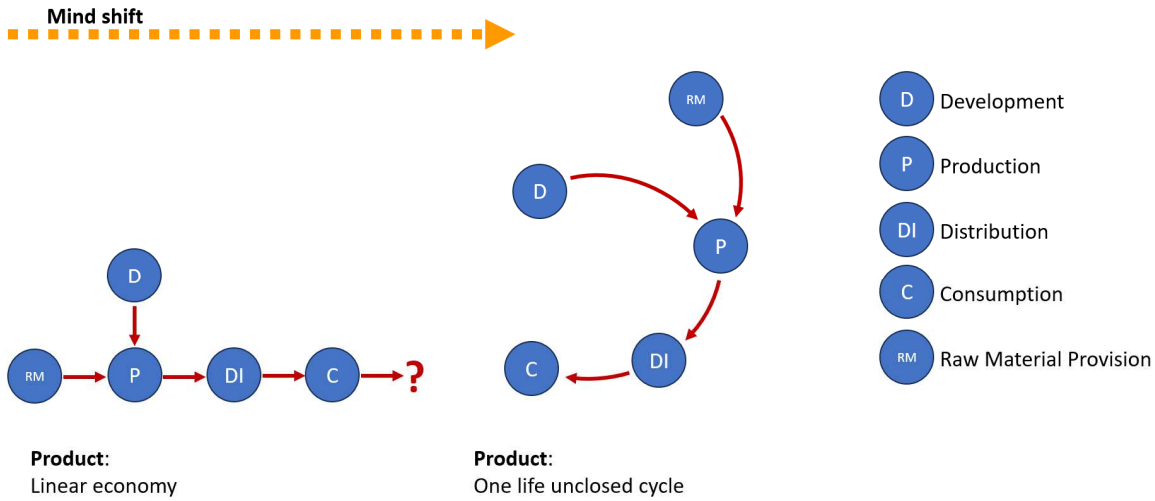 Mind shift
RM
D
D
P
D
RM
P
DI
C
?
C
DI
P
Product:
Linear economy
Product:
One life unclosed cycle
D Development
P Production
DI Distribution
C Consumption
RM Raw Material Provision